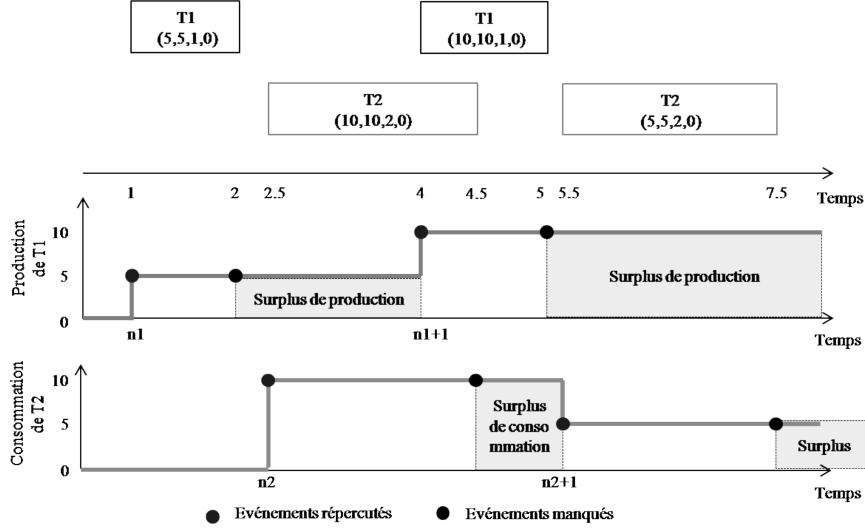 T1
(5,5,1,0)
T1
(10,10,1,0)
T2
(10,10,2,0)
T2
(5,5,2,0)
1 2 2.5 4 4.5 5 5.5 7.5 Temps
Production
de T1
10
5
0
Surplus de production
Surplus de production
n1 n1+1 Temps
Consommation
de T2
10
5
0
Surplus
de conso
mmation
Surplus
n2 n2+1 Temps
Evénements répercutés Evénements manqués